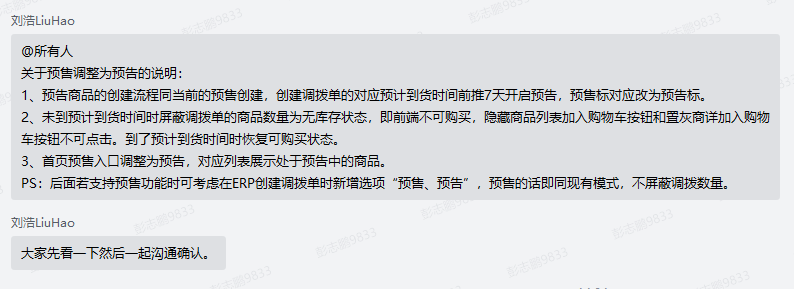 刘浩LiuHao
@所有人
关于预售调整为预告的说明：
1、预告商品的创建流程同当前的预售创建，创建调拨单的对应预计到货时间前推7天开启预告，预售标对应改为预告标。
2、未到预计到货时间时屏蔽调拨单的商品数量为无库存状态，即前端不可购买，隐藏商品列表加入购物车按钮和置灰商详加入购物
车按钮不可点击。到了预计到货时间时恢复可购买状态。
3、首页预售入口调整为预告，对应列表展示处于预告中的商品。
PS：后面若支持预售功能时可考虑在ERP创建调拨单时新增选项“预售、预告”，预售的话即同现有模式，不屏蔽调拨数量。
刘浩LiuHao
大家先看一下然后一起沟通确认。
彭志鹏9833